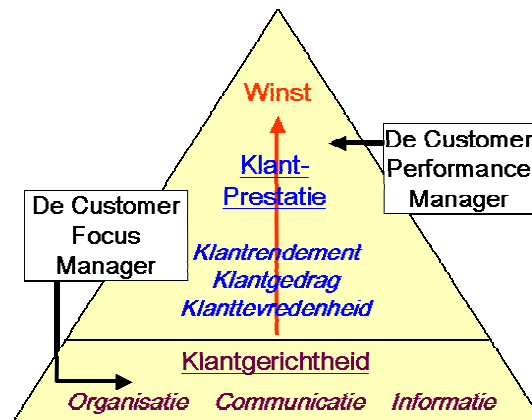 Winst
De Customer
Performance
Manager
Klant-
Prestatie
De Customer
Focus
Manager
Klantrendement
Klantgedrag
Klanttevredenheid
Klantgerichtheid
Organisatie Communicatie Informatie